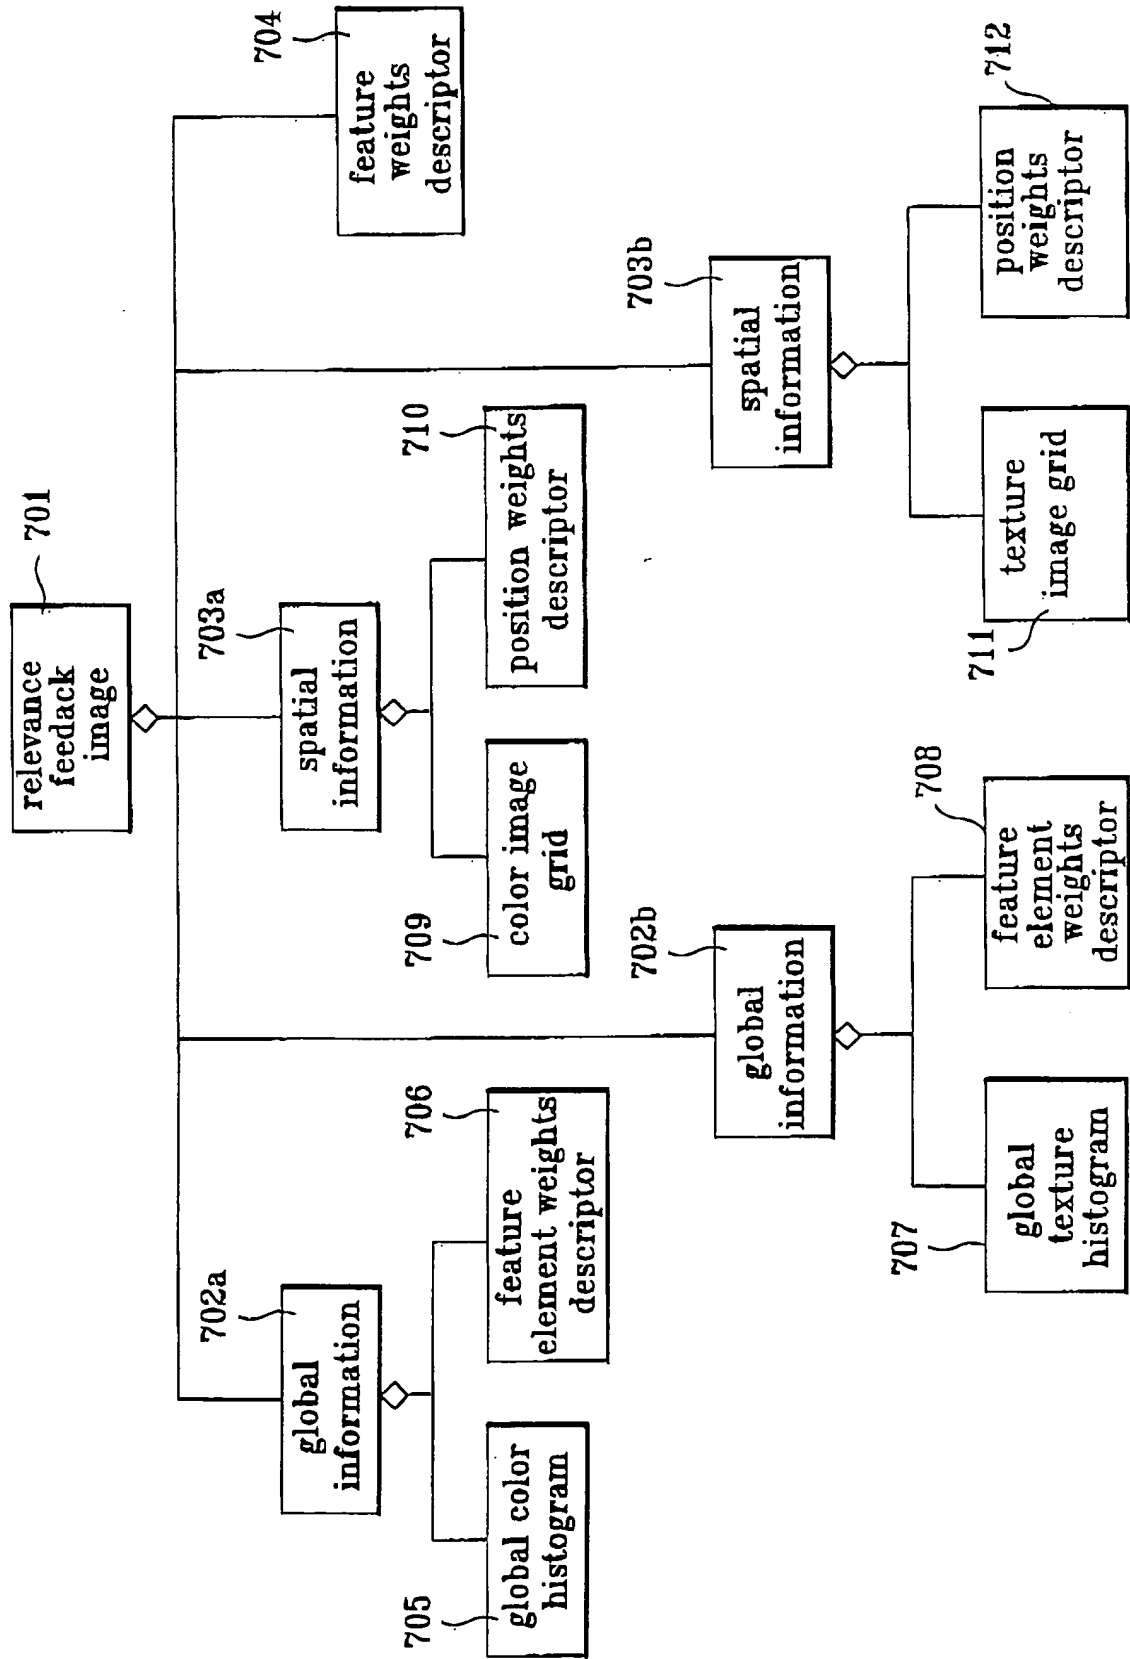 701
relevance
feedack
image
702a
global
information
703a
spatial
information
704
feature
weights
descriptor
705
global color
histogram
706
feature
element weights
descriptor
709
color image
grid
710
position weights
descriptor
702b
global
information
703b
spatial
information
707
global
texture
histogram
708
feature
element
weights
descriptor
711
texture
image grid
712
position
weights
descriptor